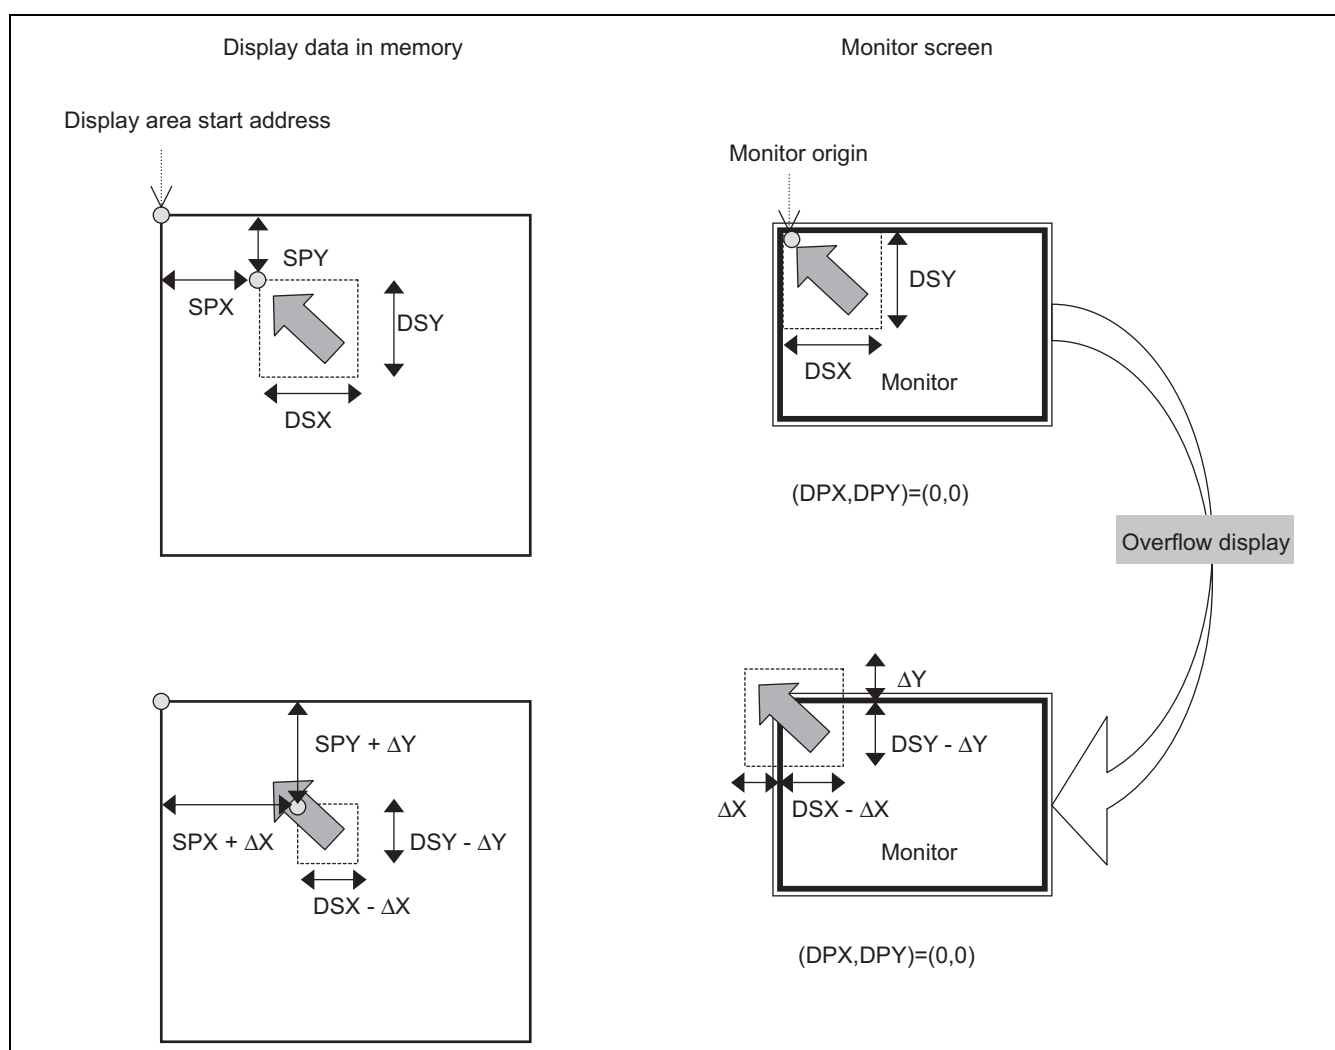 Display data in memory
Monitor screen
Display area start address
Monitor origin
SPY
SPX
DSY
DSX
DSY
DSX
Monitor
(DPX,DPY)=(0,0)
Overflow display
SPY + ΔY
SPX + ΔX
DSY - ΔY
DSX - ΔX
ΔY
DSY - ΔY
ΔX
DSX - ΔX
Monitor
(DPX,DPY)=(0,0)